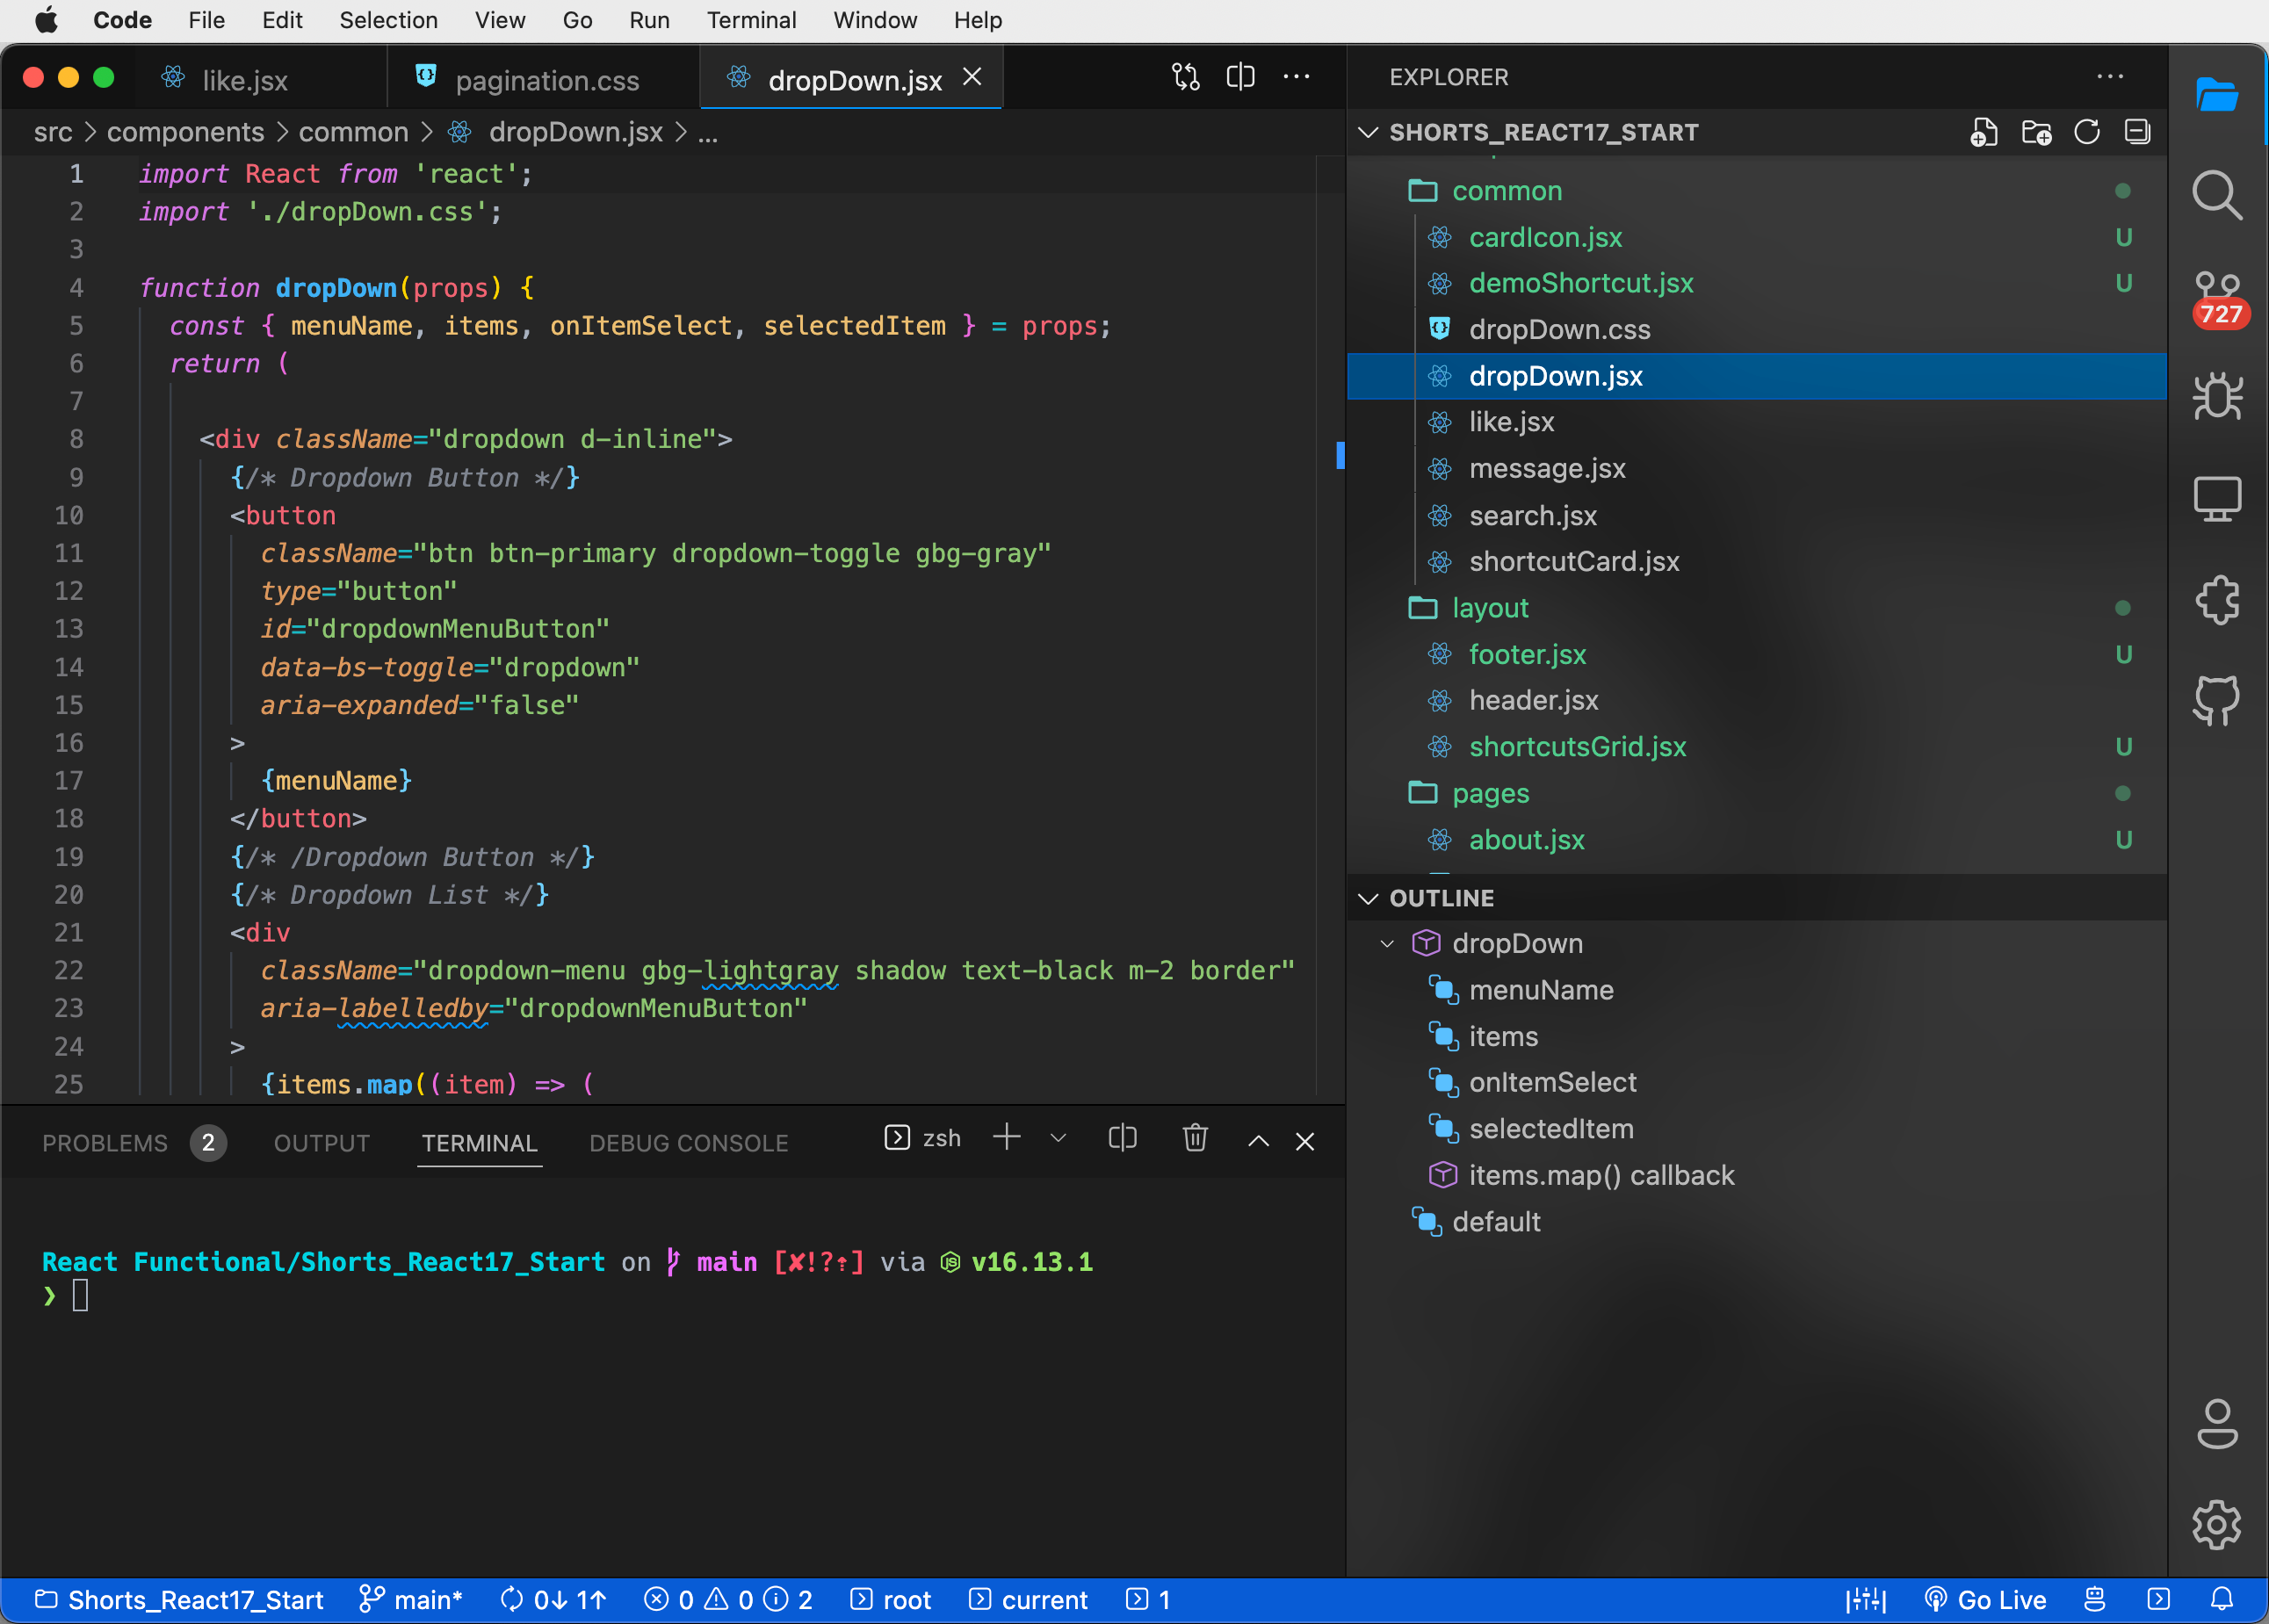 Code File Edit Selection View Go Run Terminal Window Help
like.jsx pagination.css dropDown.jsx
src > components > common > dropDown.jsx > ...
1 import React from 'react';
2 import './dropDown.css';
3
4 function dropDown(props) {
5 const { menuName, items, onItemSelect, selectedItem } = props;
6 return (
7
8 <div className="dropdown d-inline">
9 {/* Dropdown Button */}
10 <button
11 className="btn btn-primary dropdown-toggle gbg-gray"
12 type="button"
13 id="dropdownMenuButton"
14 data-bs-toggle="dropdown"
15 aria-expanded="false"
16 >
17 {menuName}
18 </button>
19 {/* /Dropdown Button */}
20 {/* Dropdown List */}
21 <div
22 className="dropdown-menu gbg-lightgray shadow text-black m-2 border"
23 aria-labelledby="dropdownMenuButton"
24 >
25 {items.map((item) => (
PROBLEMS 2 OUTPUT TERMINAL DEBUG CONSOLE zsh
React Functional/Shorts_React17_Start on main [✘!?⇡] via v16.13.1
❯
EXPLORER
SHORTS_REACT17_START
common
cardIcon.jsx U
demoShortcut.jsx U
dropDown.css
dropDown.jsx
like.jsx
message.jsx
search.jsx
shortcutCard.jsx
layout
footer.jsx U
header.jsx
shortcutsGrid.jsx U
pages
about.jsx U
OUTLINE
dropDown
menuName
items
onItemSelect
selectedItem
items.map() callback
default
727
Shorts_React17_Start main* 0↓ 1↑ 0 0 2 root current 1 Go Live